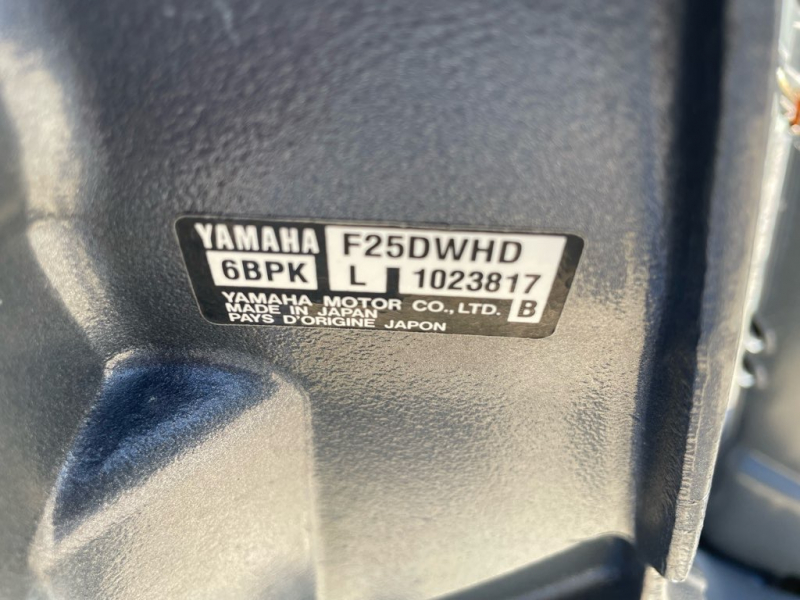 YAMAHA F25DWHD
6BPK L 1023817
YAMAHA MOTOR CO., LTD. B
MADE IN JAPAN
PAYS D'ORIGINE JAPON